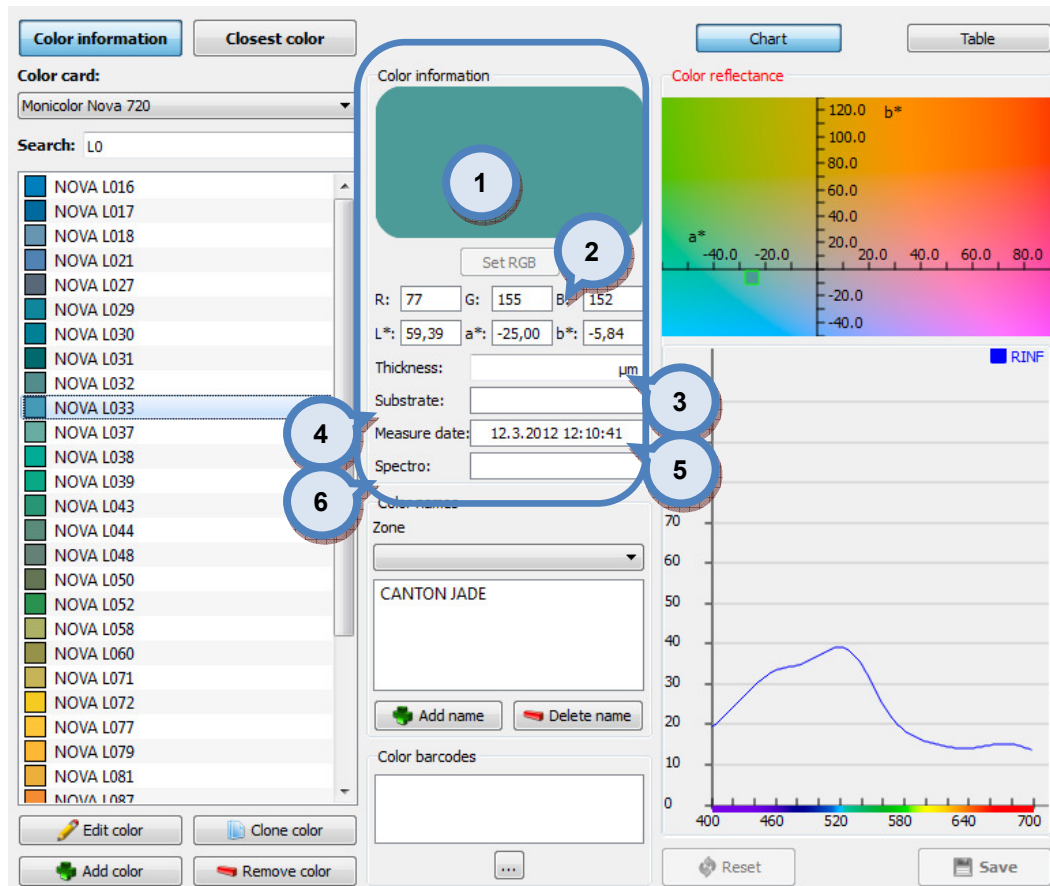 Color information
Closest color
Color card:
Monicolor Nova 720
Search: L0
NOVA L016
NOVA L017
NOVA L018
NOVA L021
NOVA L027
NOVA L029
NOVA L030
NOVA L031
NOVA L032
NOVA L033
NOVA L037
NOVA L038
NOVA L039
NOVA L043
NOVA L044
NOVA L048
NOVA L050
NOVA L052
NOVA L058
NOVA L060
NOVA L071
NOVA L072
NOVA L077
NOVA L079
NOVA L081
NOVA L087
Edit color
Clone color
Add color
Remove color
Color information
1
2
Set RGB
R: 77 G: 155 B: 152
L*: 59,39 a*: -25,00 b*: -5,84
Thickness: µm
3
Substrate:
4
Measure date: 12.3.2012 12:10:41
5
Spectro:
6
Color names
Zone
CANTON JADE
Add name
Delete name
Color barcodes
...
Chart
Table
Color reflectance
120.0 b*
100.0
80.0
60.0
40.0
20.0
a*
-40.0 -20.0 20.0 40.0 60.0 80.0
-20.0
-40.0
RINF
70
60
50
40
30
20
10
0
400 460 520 580 640 700
Reset
Save